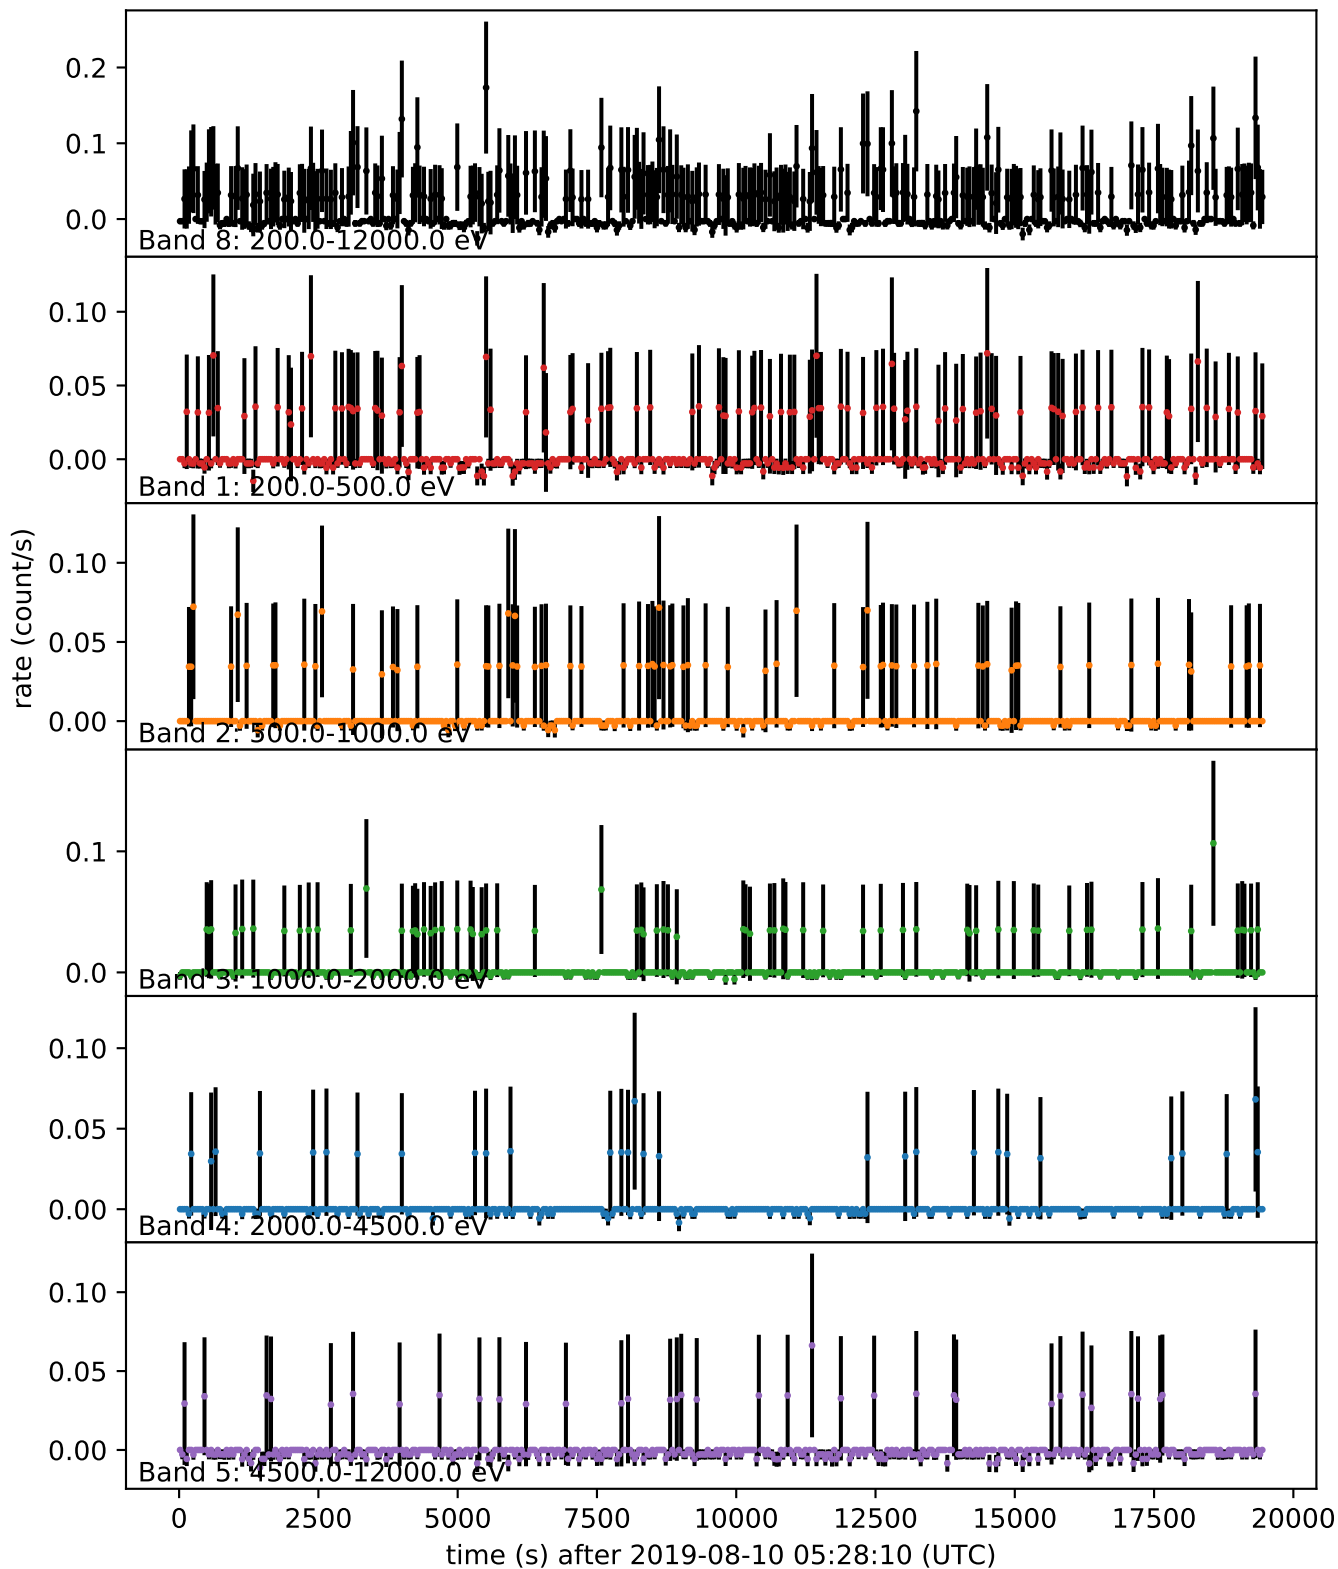 0.2
0.1
0.0
Band 8: 200.0-12000.0 eV
0.10
0.05
0.00
Band 1: 200.0-500.0 eV
rate (count/s)
0.10
0.05
0.00
Band 2: 500.0-1000.0 eV
0.1
0.0
Band 3: 1000.0-2000.0 eV
0.10
0.05
0.00
Band 4: 2000.0-4500.0 eV
0.10
0.05
0.00
Band 5: 4500.0-12000.0 eV
0 2500 5000 7500 10000 12500 15000 17500 20000
time (s) after 2019-08-10 05:28:10 (UTC)